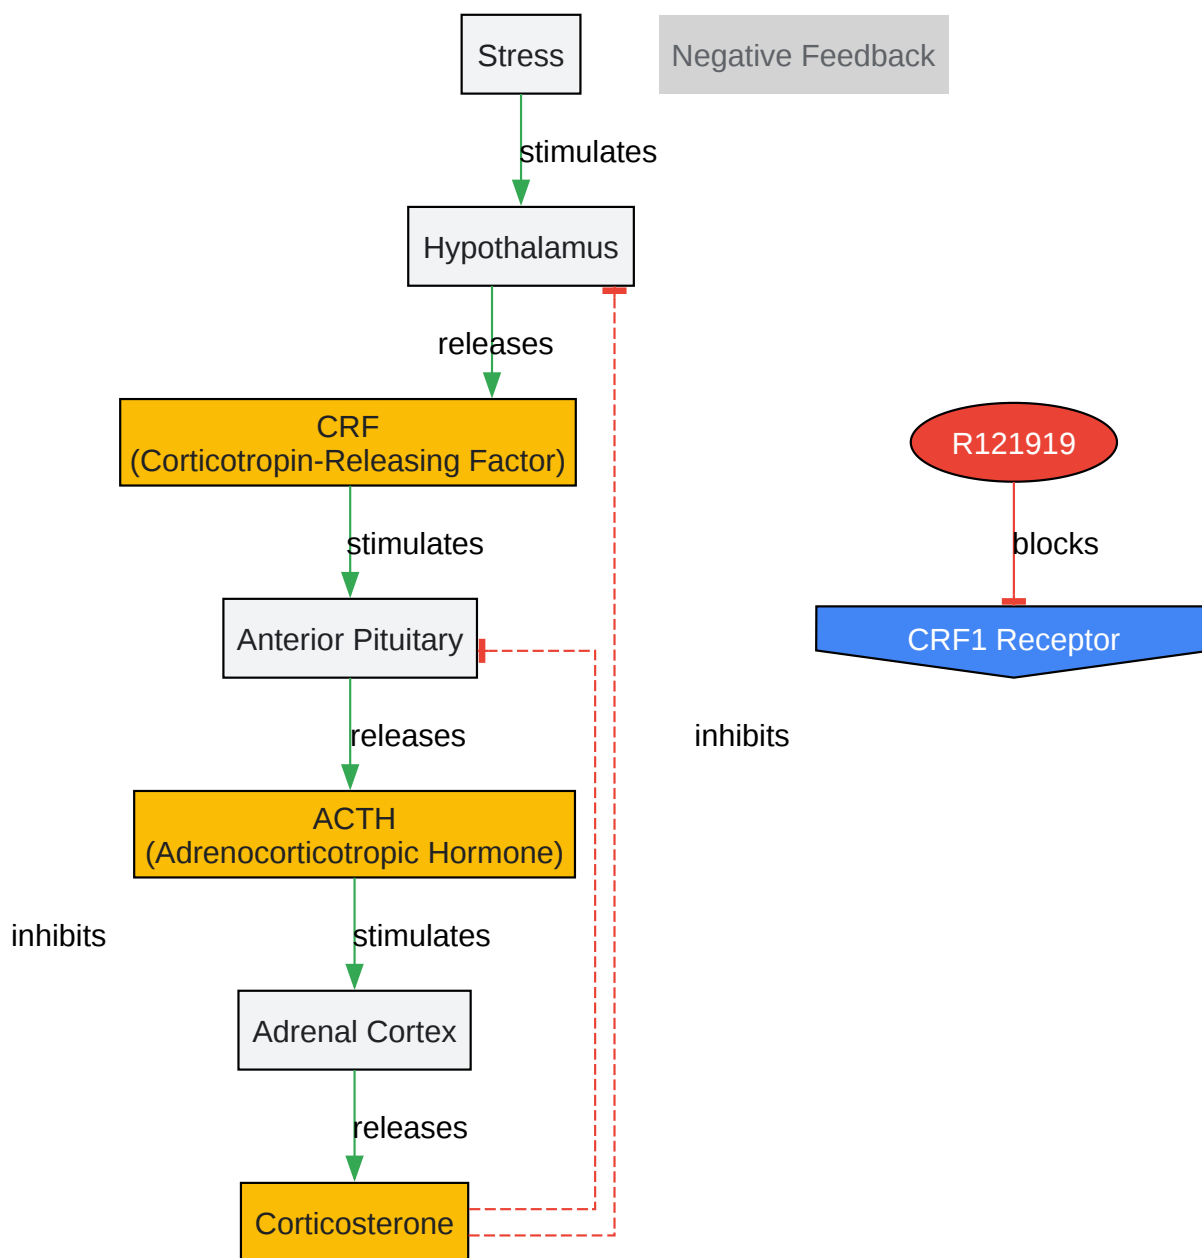 Stress
Negative Feedback
stimulates
Hypothalamus
releases
CRF
(Corticotropin-Releasing Factor)
R121919
stimulates
blocks
Anterior Pituitary
CRF1 Receptor
releases
inhibits
ACTH
(Adrenocorticotropic Hormone)
inhibits
stimulates
Adrenal Cortex
releases
Corticosterone